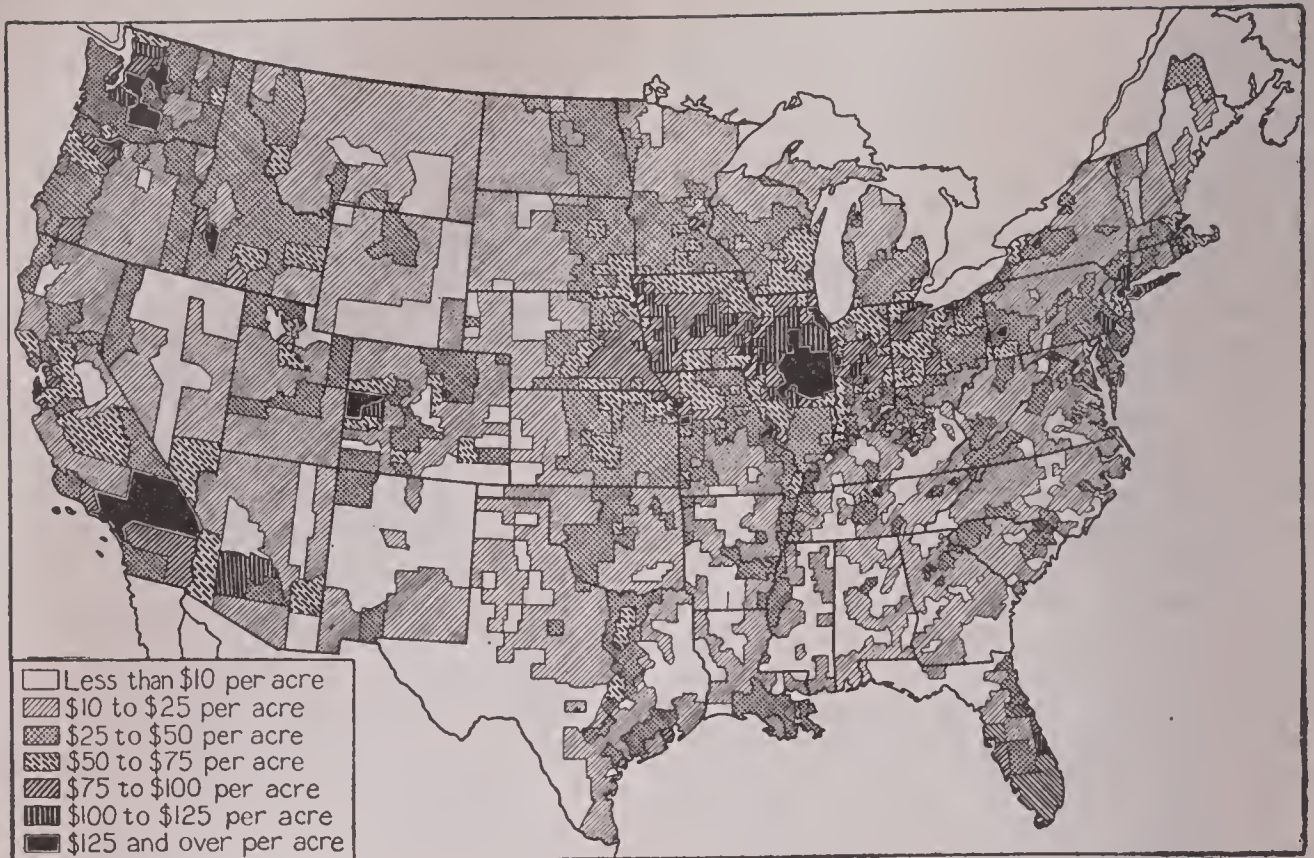 Less than $10 per acre
$10 to $25 per acre
$25 to $50 per acre
$50 to $75 per acre
$75 to $100 per acre
$100 to $125 per acre
$125 and over per acre